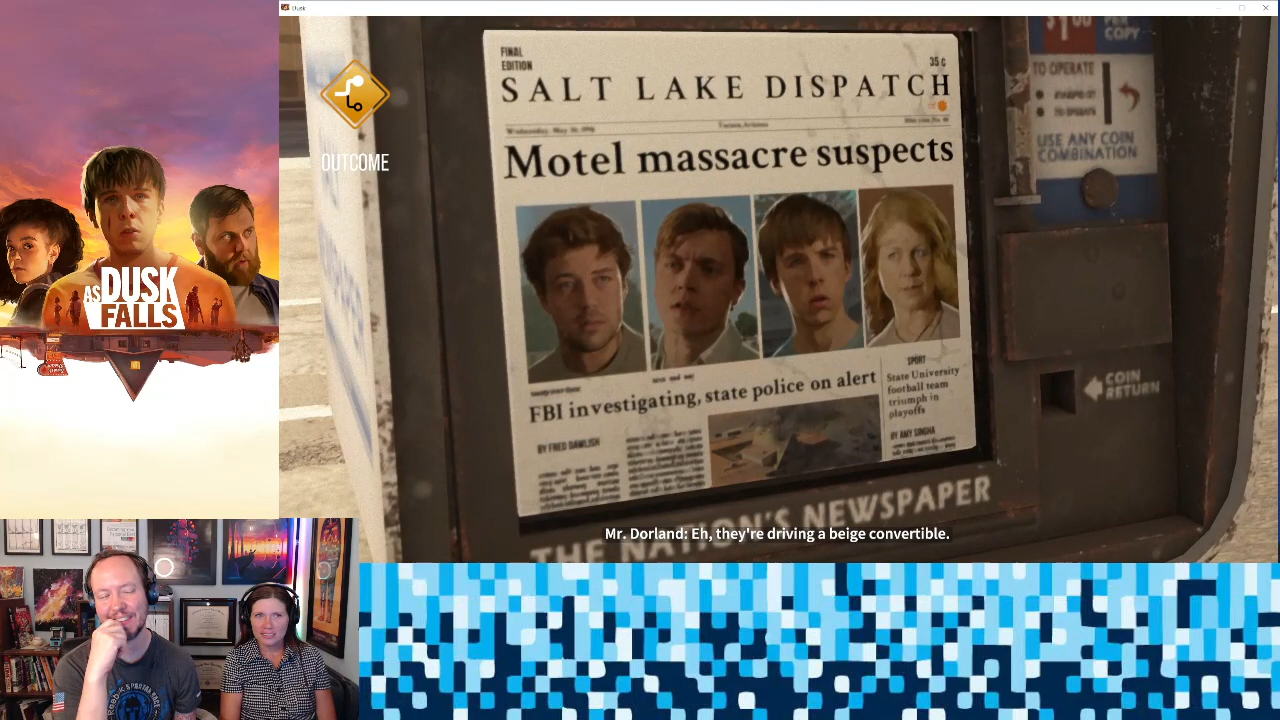 Dusk
AS DUSK
FALLS
OUTCOME
FINAL
EDITION
35 ¢
SALT LAKE DISPATCH
Motel massacre suspects
FBI investigating, state police on alert
BY FRED DAWLISH
SPORT
State University
football team
triumph in
playoffs
BY AMY SINGHA
THE NATION'S NEWSPAPER
$1.00 PER
COPY
TO OPERATE
USE ANY COIN
COMBINATION
COIN
RETURN
Mr. Dorland: Eh, they're driving a beige convertible.